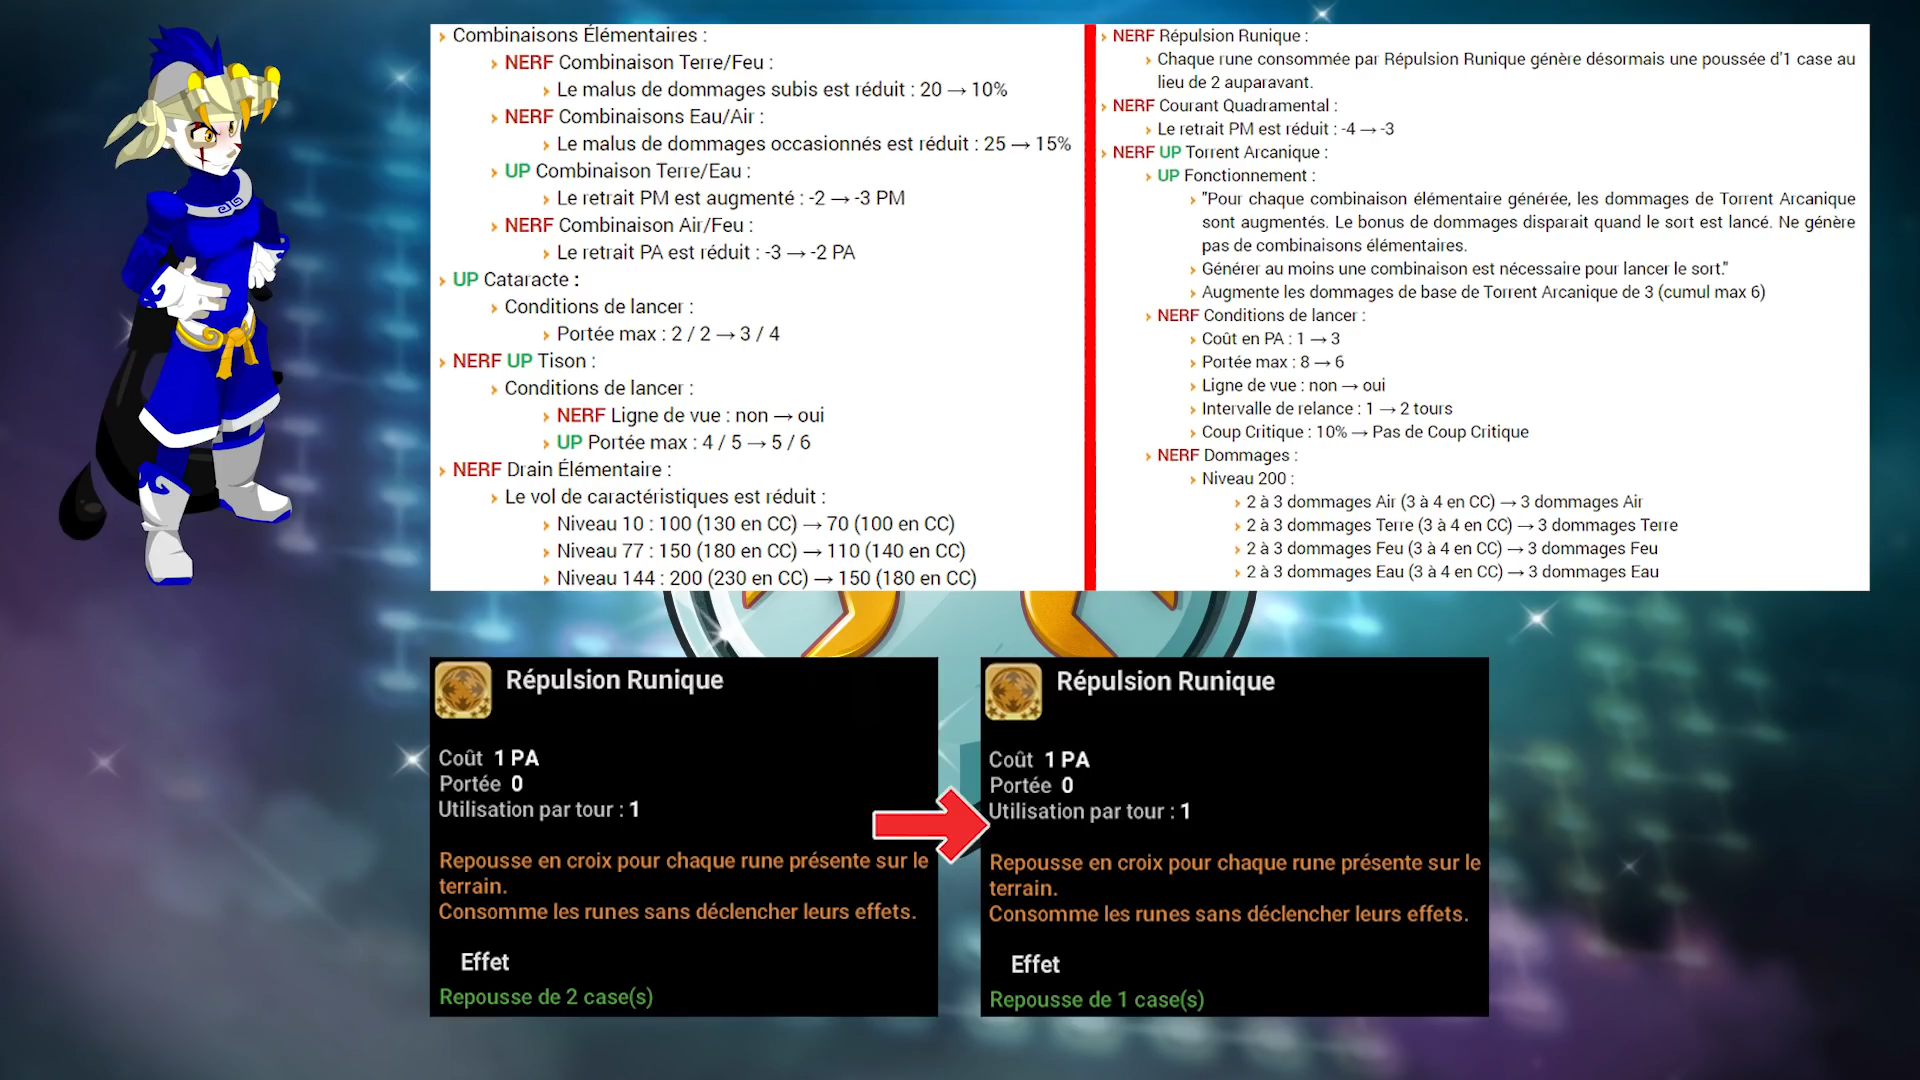 Combinaisons Élémentaires :
NERF Combinaison Terre/Feu :
Le malus de dommages subis est réduit : 20 → 10%
NERF Combinaisons Eau/Air :
Le malus de dommages occasionnés est réduit : 25 → 15%
UP Combinaison Terre/Eau :
Le retrait PM est augmenté : -2 → -3 PM
NERF Combinaison Air/Feu :
Le retrait PA est réduit : -3 → -2 PA
UP Cataracte :
Conditions de lancer :
Portée max : 2 / 2 → 3 / 4
NERF UP Tison :
Conditions de lancer :
NERF Ligne de vue : non → oui
UP Portée max : 4 / 5 → 5 / 6
NERF Drain Élémentaire :
Le vol de caractéristiques est réduit :
Niveau 10 : 100 (130 en CC) → 70 (100 en CC)
Niveau 77 : 150 (180 en CC) → 110 (140 en CC)
Niveau 144 : 200 (230 en CC) → 150 (180 en CC)
NERF Répulsion Runique :
Chaque rune consommée par Répulsion Runique génère désormais une poussée d'1 case au
lieu de 2 auparavant.
NERF Courant Quadramental :
Le retrait PM est réduit : -4 → -3
NERF UP Torrent Arcanique :
UP Fonctionnement :
"Pour chaque combinaison élémentaire générée, les dommages de Torrent Arcanique
sont augmentés. Le bonus de dommages disparait quand le sort est lancé. Ne génère
pas de combinaisons élémentaires.
Générer au moins une combinaison est nécessaire pour lancer le sort."
Augmente les dommages de base de Torrent Arcanique de 3 (cumul max 6)
NERF Conditions de lancer :
Coût en PA : 1 → 3
Portée max : 8 → 6
Ligne de vue : non → oui
Intervalle de relance : 1 → 2 tours
Coup Critique : 10% → Pas de Coup Critique
NERF Dommages :
Niveau 200 :
2 à 3 dommages Air (3 à 4 en CC) → 3 dommages Air
2 à 3 dommages Terre (3 à 4 en CC) → 3 dommages Terre
2 à 3 dommages Feu (3 à 4 en CC) → 3 dommages Feu
2 à 3 dommages Eau (3 à 4 en CC) → 3 dommages Eau
Répulsion Runique
Coût 1 PA
Portée 0
Utilisation par tour : 1
Repousse en croix pour chaque rune présente sur le
terrain.
Consomme les runes sans déclencher leurs effets.
Effet
Repousse de 2 case(s)
Répulsion Runique
Coût 1 PA
Portée 0
Utilisation par tour : 1
Repousse en croix pour chaque rune présente sur le
terrain.
Consomme les runes sans déclencher leurs effets.
Effet
Repousse de 1 case(s)